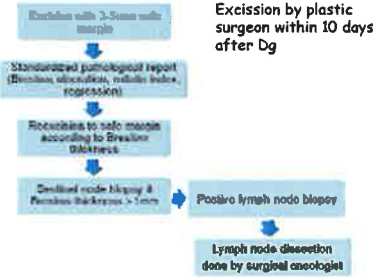 Excision with 2-5mm safe
margin
Excission by plastic
surgeon within 10 days
after Dg
Standardized pathological report
(Breslow, ulceration, mitotic index,
regression)
Reexcision to safe margin
according to Breslow
thickness
Sentinel node biopsy if
Breslow thickness > 1mm
Positive lymph node biopsy
Lymph node dissection
done by surgical oncologist